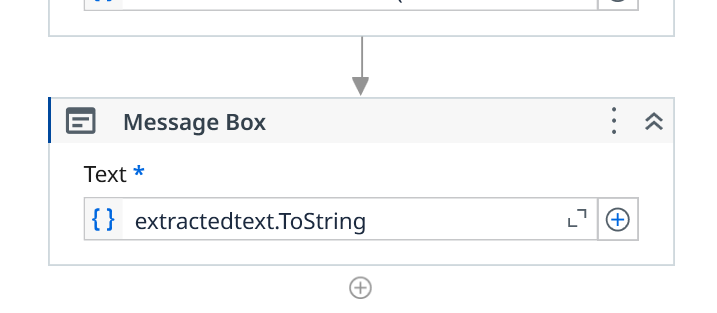 Message Box
Text *
{ } extractedtext.ToString